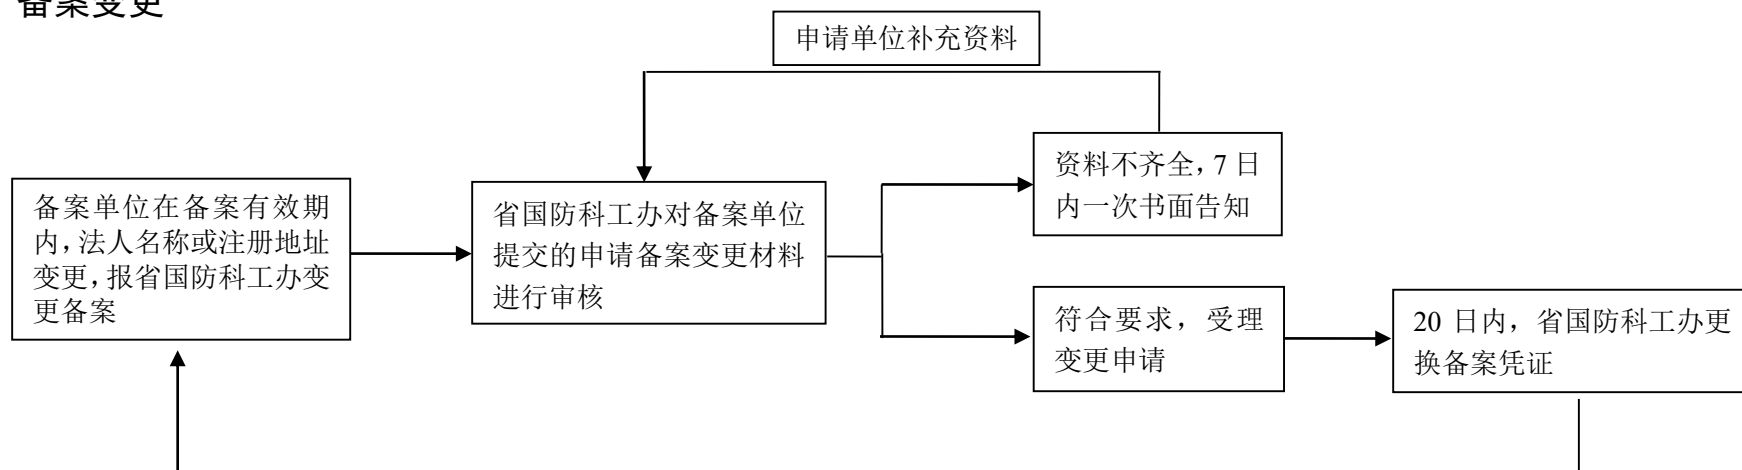 备案变更
申请单位补充资料
资料不齐全，7 日
内一次书面告知
备案单位在备案有效期
内，法人名称或注册地址
变更，报省国防科工办变
更备案
省国防科工办对备案单位
提交的申请备案变更材料
进行审核
符合要求，受理
变更申请
20 日内，省国防科工办更
换备案凭证